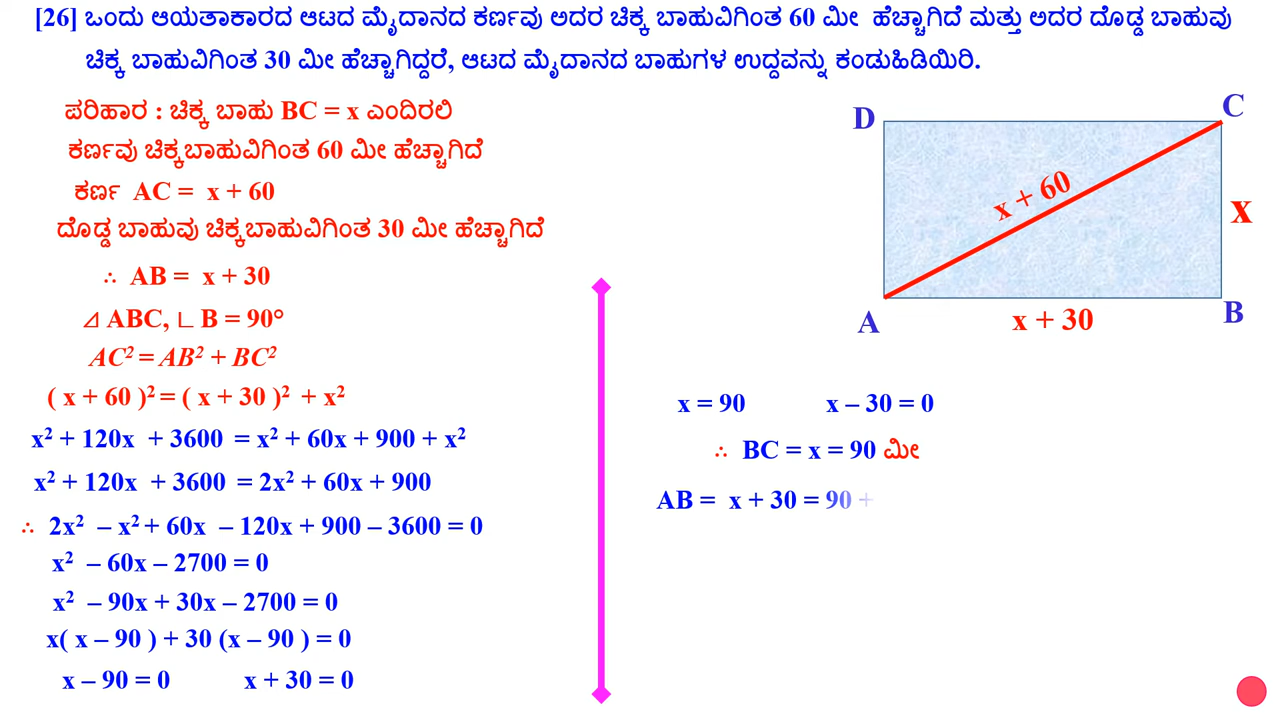 [26] ಒಂದು ಆಯತಾಕಾರದ ಆಟದ ಮೈದಾನದ ಕರ್ಣವು ಅದರ ಚಿಕ್ಕ ಬಾಹುವಿಗಿಂತ 60 ಮೀ ಹೆಚ್ಚಾಗಿದೆ ಮತ್ತು ಅದರ ದೊಡ್ಡ ಬಾಹುವು
ಚಿಕ್ಕ ಬಾಹುವಿಗಿಂತ 30 ಮೀ ಹೆಚ್ಚಾಗಿದ್ದರೆ, ಆಟದ ಮೈದಾನದ ಬಾಹುಗಳ ಉದ್ದವನ್ನು ಕಂಡುಹಿಡಿಯಿರಿ.
ಪರಿಹಾರ : ಚಿಕ್ಕ ಬಾಹು BC = x ಎಂದಿರಲಿ
ಕರ್ಣವು ಚಿಕ್ಕಬಾಹುವಿಗಿಂತ 60 ಮೀ ಹೆಚ್ಚಾಗಿದೆ
ಕರ್ಣ AC = x + 60
ದೊಡ್ಡ ಬಾಹುವು ಚಿಕ್ಕಬಾಹುವಿಗಿಂತ 30 ಮೀ ಹೆಚ್ಚಾಗಿದೆ
∴ AB = x + 30
⊿ ABC, ∟ B = 90°
AC² = AB² + BC²
( x + 60 )² = ( x + 30 )² + x²
x² + 120x + 3600 = x² + 60x + 900 + x²
x² + 120x + 3600 = 2x² + 60x + 900
∴ 2x² – x² + 60x – 120x + 900 – 3600 = 0
x² – 60x – 2700 = 0
x² – 90x + 30x – 2700 = 0
x( x – 90 ) + 30 (x – 90 ) = 0
x – 90 = 0 x + 30 = 0
D
C
x + 60
x
A
x + 30
B
x = 90 x – 30 = 0
∴ BC = x = 90 ಮೀ
AB = x + 30 = 90 +